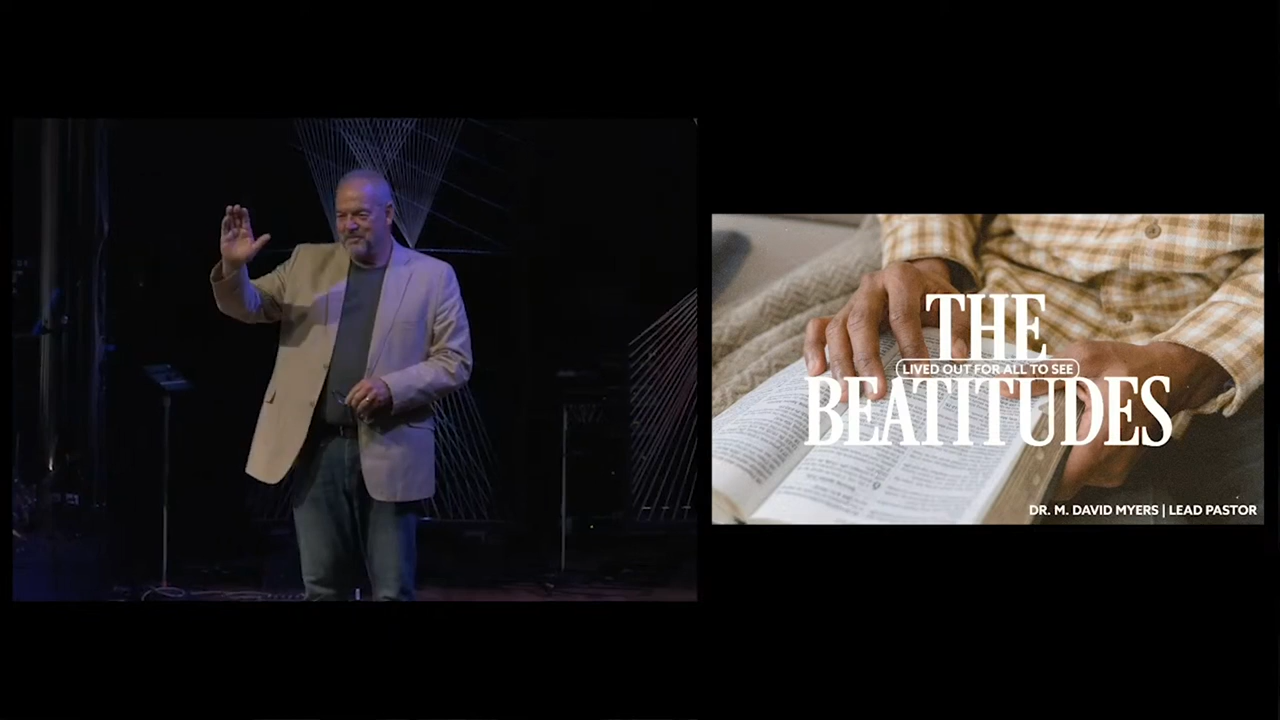 THE
LIVED OUT FOR ALL TO SEE
BEATITUDES
DR. M. DAVID MYERS | LEAD PASTOR